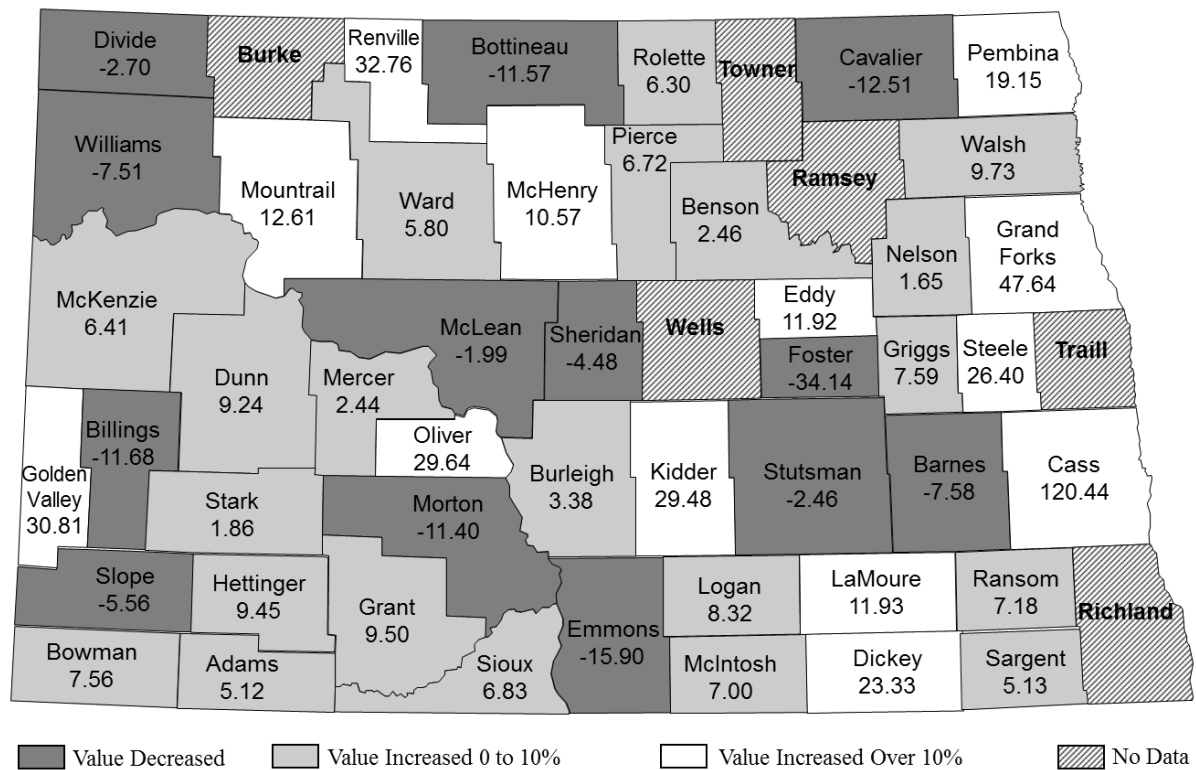 Divide
-2.70
Burke
Renville
32.76
Bottineau
-11.57
Rolette
6.30
Towner
Cavalier
-12.51
Pembina
19.15
Williams
-7.51
Mountrail
12.61
Ward
5.80
McHenry
10.57
Pierce
6.72
Benson
2.46
Ramsey
Walsh
9.73
Nelson
1.65
Grand
Forks
47.64
McKenzie
6.41
Dunn
9.24
Mercer
2.44
McLean
-1.99
Sheridan
-4.48
Wells
Eddy
11.92
Foster
-34.14
Griggs
7.59
Steele
26.40
Traill
Golden
Valley
30.81
Billings
-11.68
Stark
1.86
Oliver
29.64
Morton
-11.40
Burleigh
3.38
Kidder
29.48
Stutsman
-2.46
Barnes
-7.58
Cass
120.44
Slope
-5.56
Hettinger
9.45
Grant
9.50
Emmons
-15.90
Logan
8.32
LaMoure
11.93
Ransom
7.18
Richland
Bowman
7.56
Adams
5.12
Sioux
6.83
McIntosh
7.00
Dickey
23.33
Sargent
5.13
Value Decreased
Value Increased 0 to 10%
Value Increased Over 10%
No Data